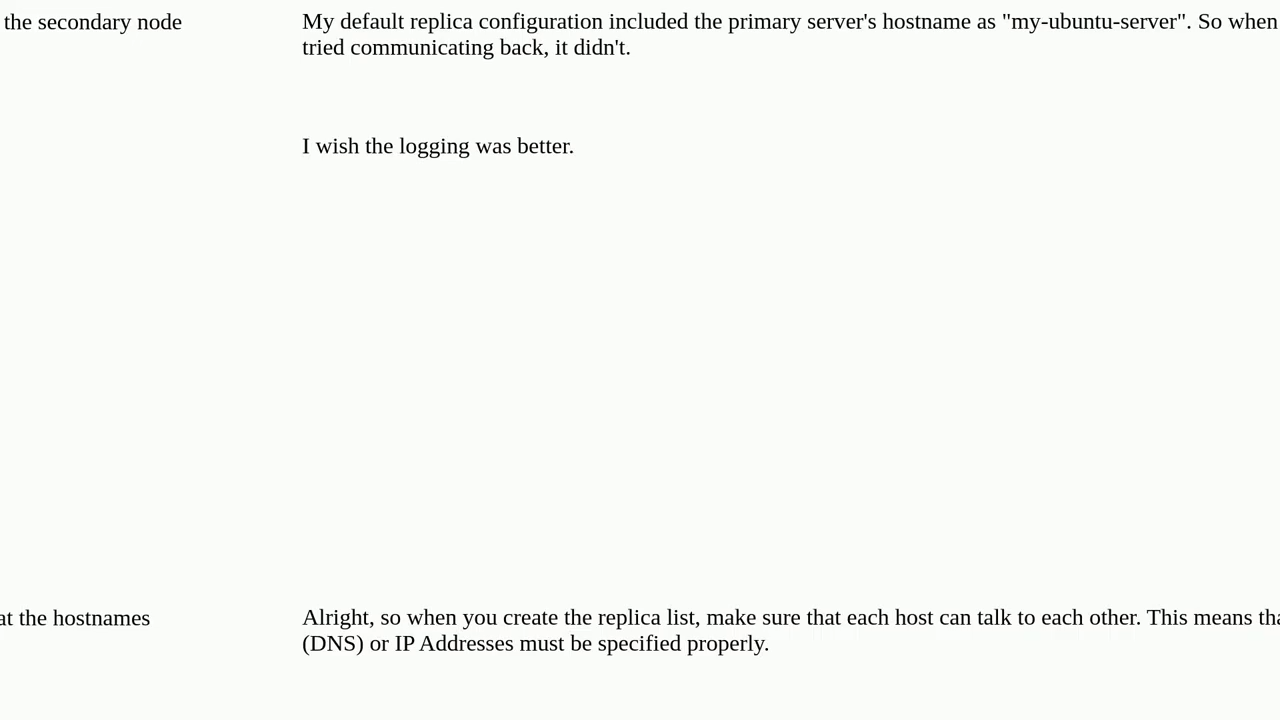 the secondary node
My default replica configuration included the primary server's hostname as "my-ubuntu-server". So when
tried communicating back, it didn't.
I wish the logging was better.
at the hostnames
Alright, so when you create the replica list, make sure that each host can talk to each other. This means tha
(DNS) or IP Addresses must be specified properly.